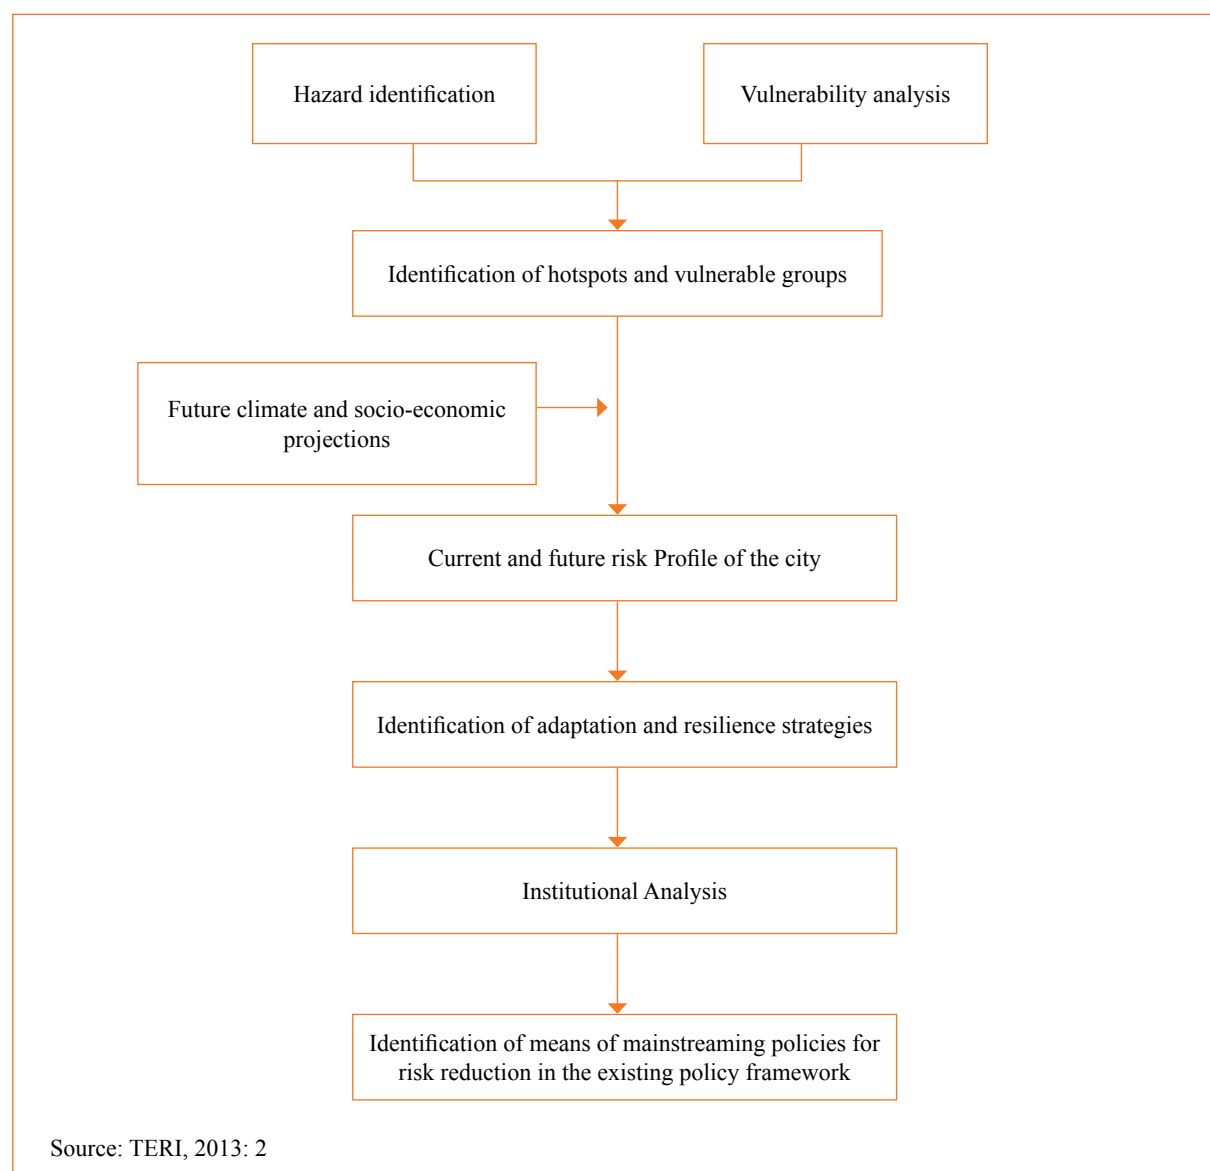 Hazard identification
Vulnerability analysis
Identification of hotspots and vulnerable groups
Future climate and socio-economic
projections
Current and future risk Profile of the city
Identification of adaptation and resilience strategies
Institutional Analysis
Identification of means of mainstreaming policies for
risk reduction in the existing policy framework
Source: TERI, 2013: 2